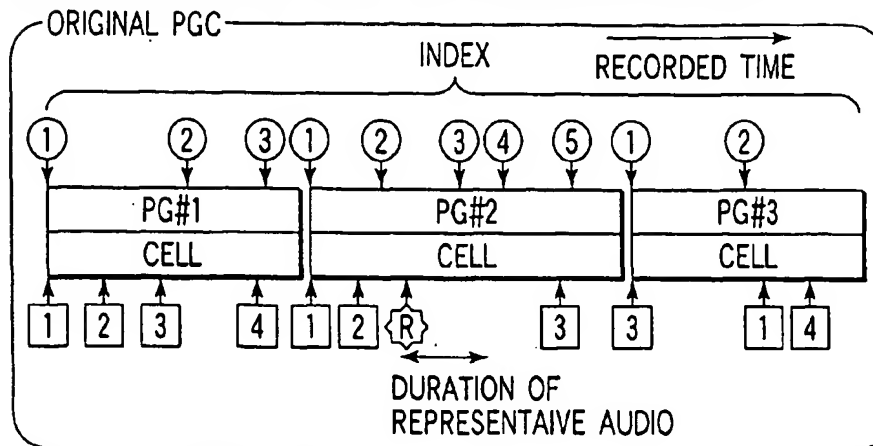 ORIGINAL PGC
INDEX
RECORDED TIME
1 2 3 1 2 3 4 5 1 2
PG#1 PG#2 PG#3
CELL CELL CELL
1 2 3 4 1 2 R 3 3 1 4
DURATION OF
REPRESENTAIVE AUDIO